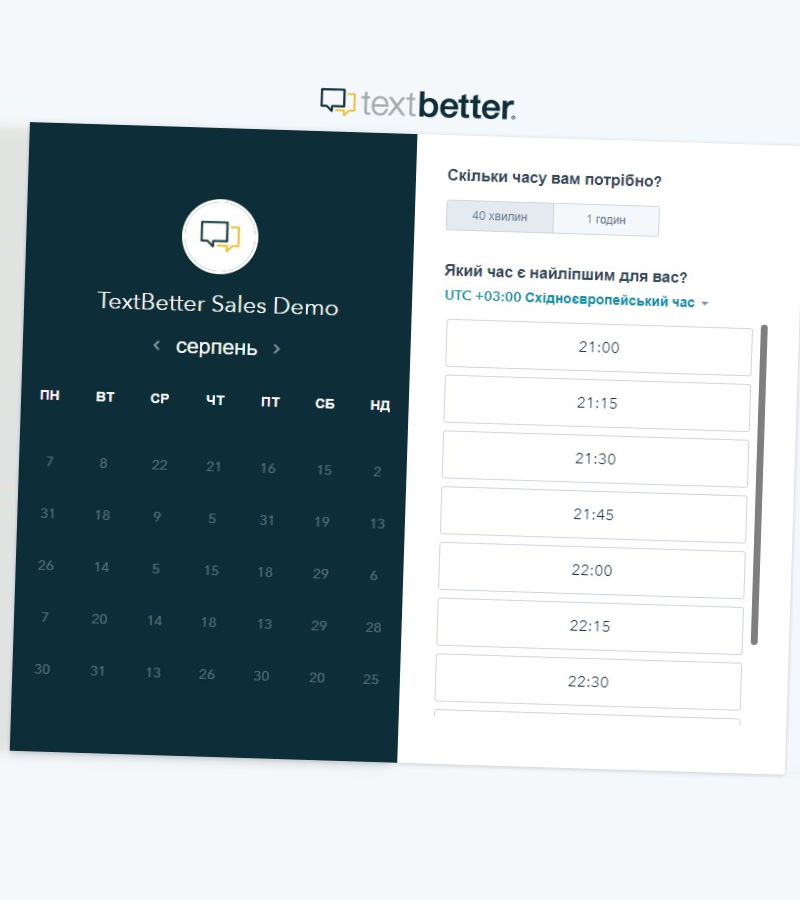 textbetter.
TextBetter Sales Demo
серпень
ПН ВТ СР ЧТ ПТ СБ НД
7 8 22 21 16 15 2
31 18 9 5 31 19 13
26 14 5 15 18 29 6
7 20 14 18 13 29 28
30 31 13 26 30 20 25
Скільки часу вам потрібно?
40 хвилин 1 годин
Який час є найліпшим для вас?
UTC +03:00 Східноєвропейський час
21:00
21:15
21:30
21:45
22:00
22:15
22:30